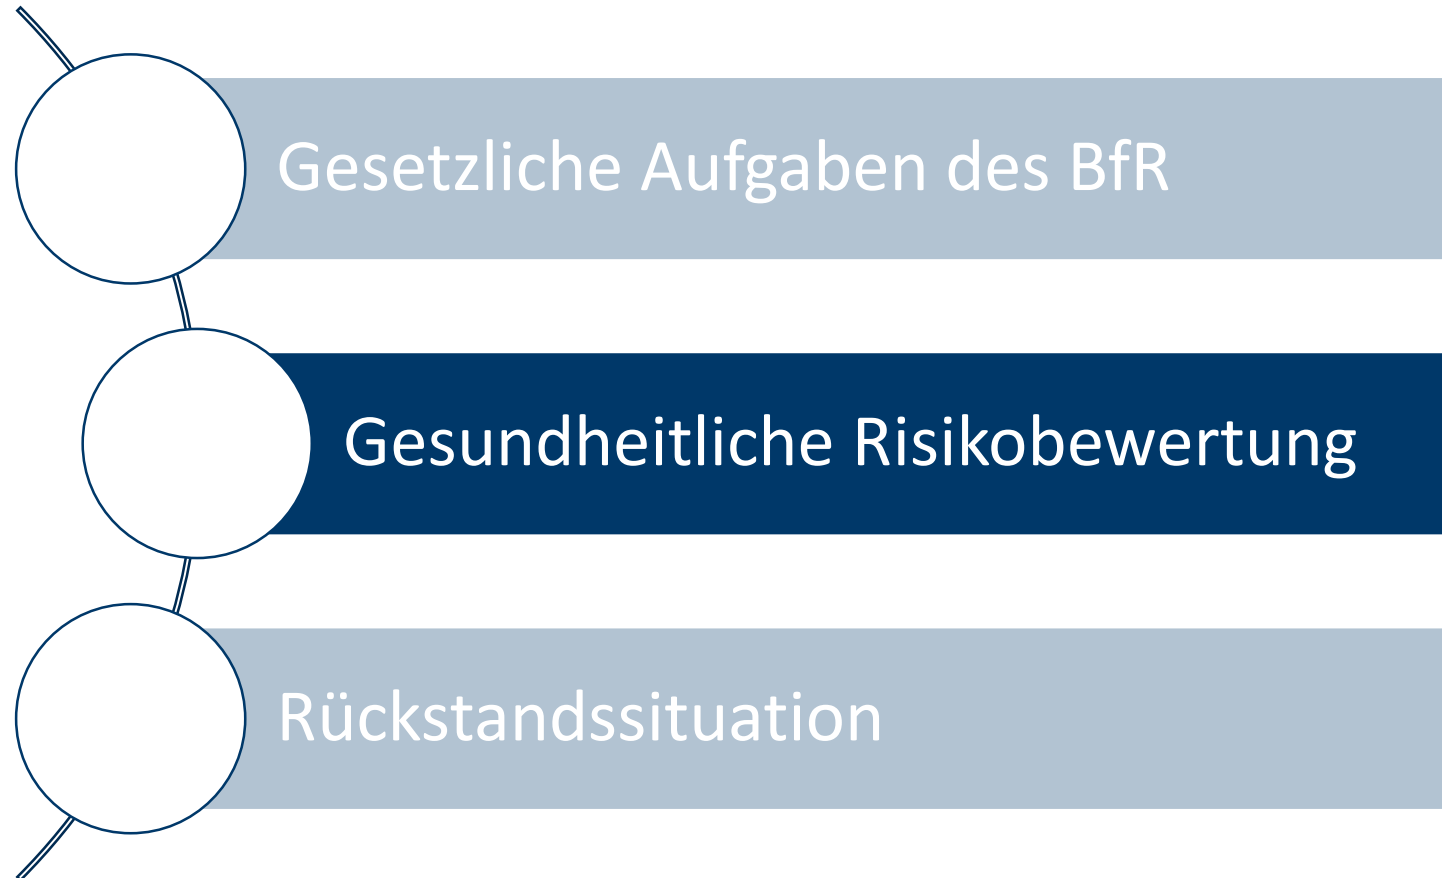 Gesetzliche Aufgaben des BfR
Gesundheitliche Risikobewertung
Rückstandssituation